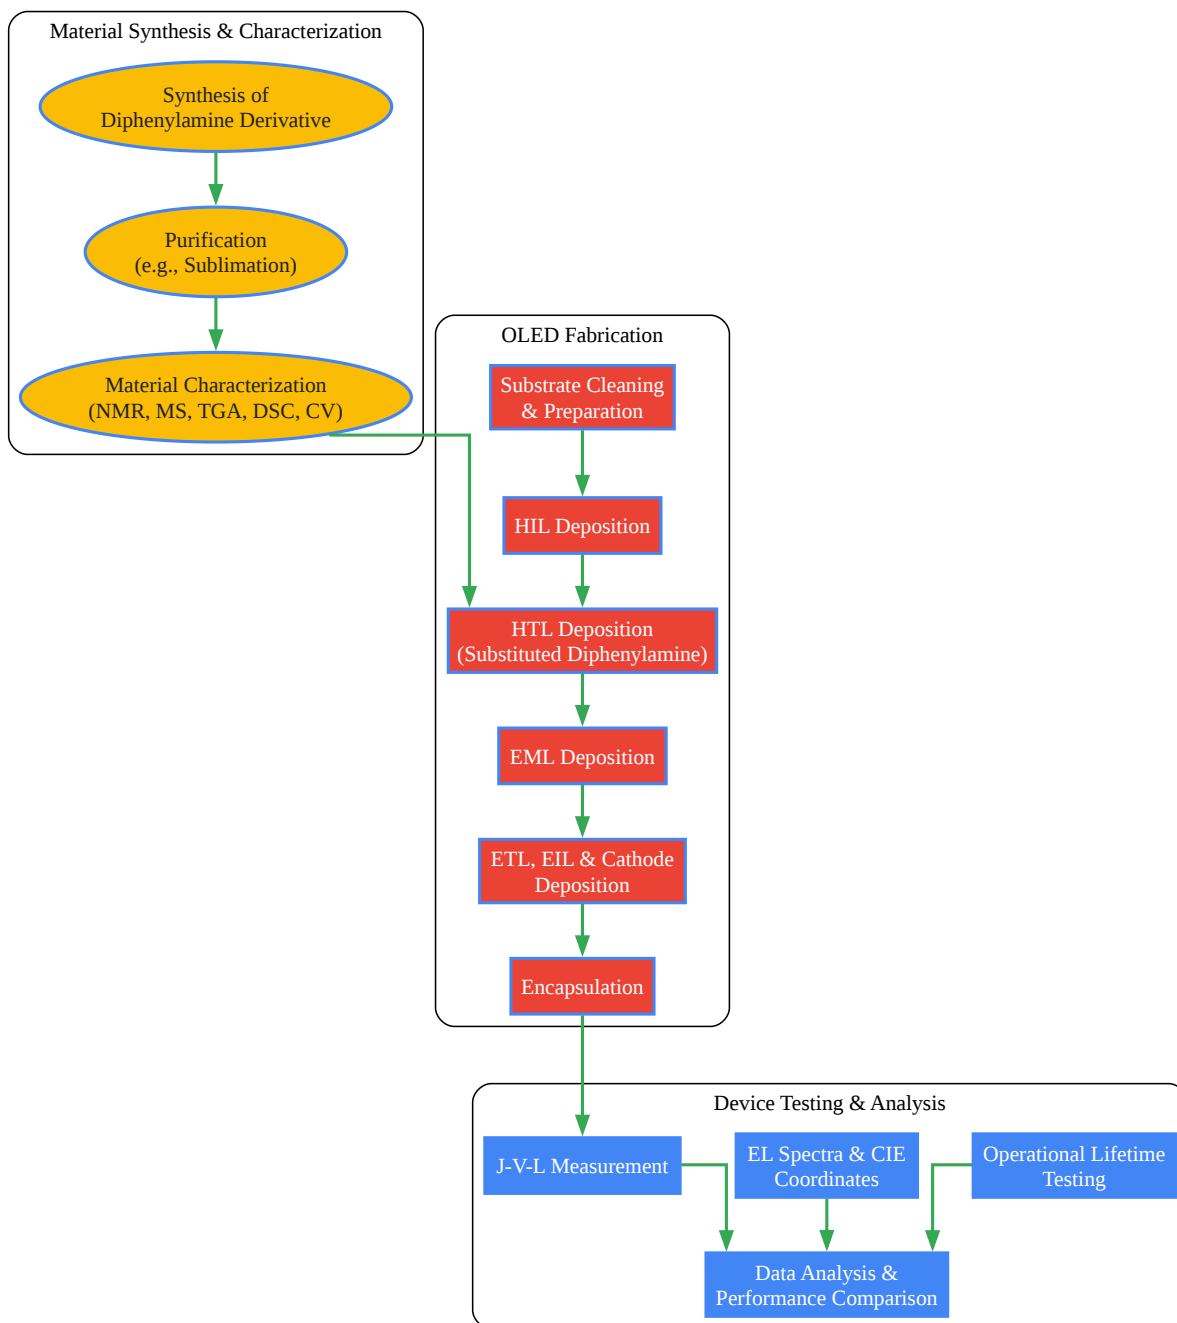 Material Synthesis & Characterization
Synthesis of
Diphenylamine Derivative
Purification
(e.g., Sublimation)
Material Characterization
(NMR, MS, TGA, DSC, CV)
OLED Fabrication
Substrate Cleaning
& Preparation
HIL Deposition
HTL Deposition
(Substituted Diphenylamine)
EML Deposition
ETL, EIL & Cathode
Deposition
Encapsulation
Device Testing & Analysis
J-V-L Measurement
EL Spectra & CIE
Coordinates
Operational Lifetime
Testing
Data Analysis &
Performance Comparison